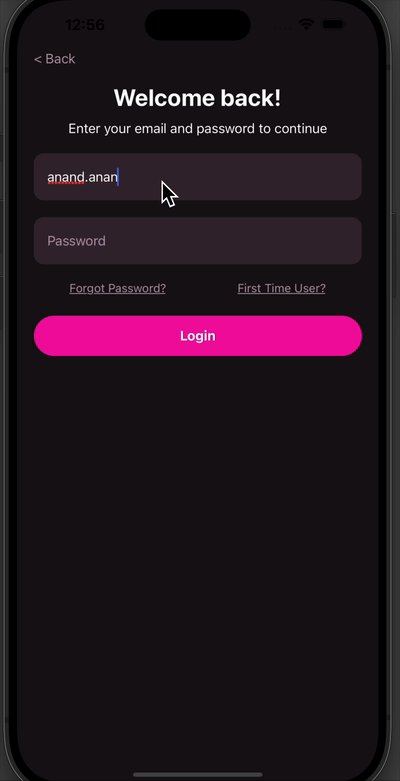 12:56
< Back
Welcome back!
Enter your email and password to continue
anand.anan
Password
Forgot Password? First Time User?
Login